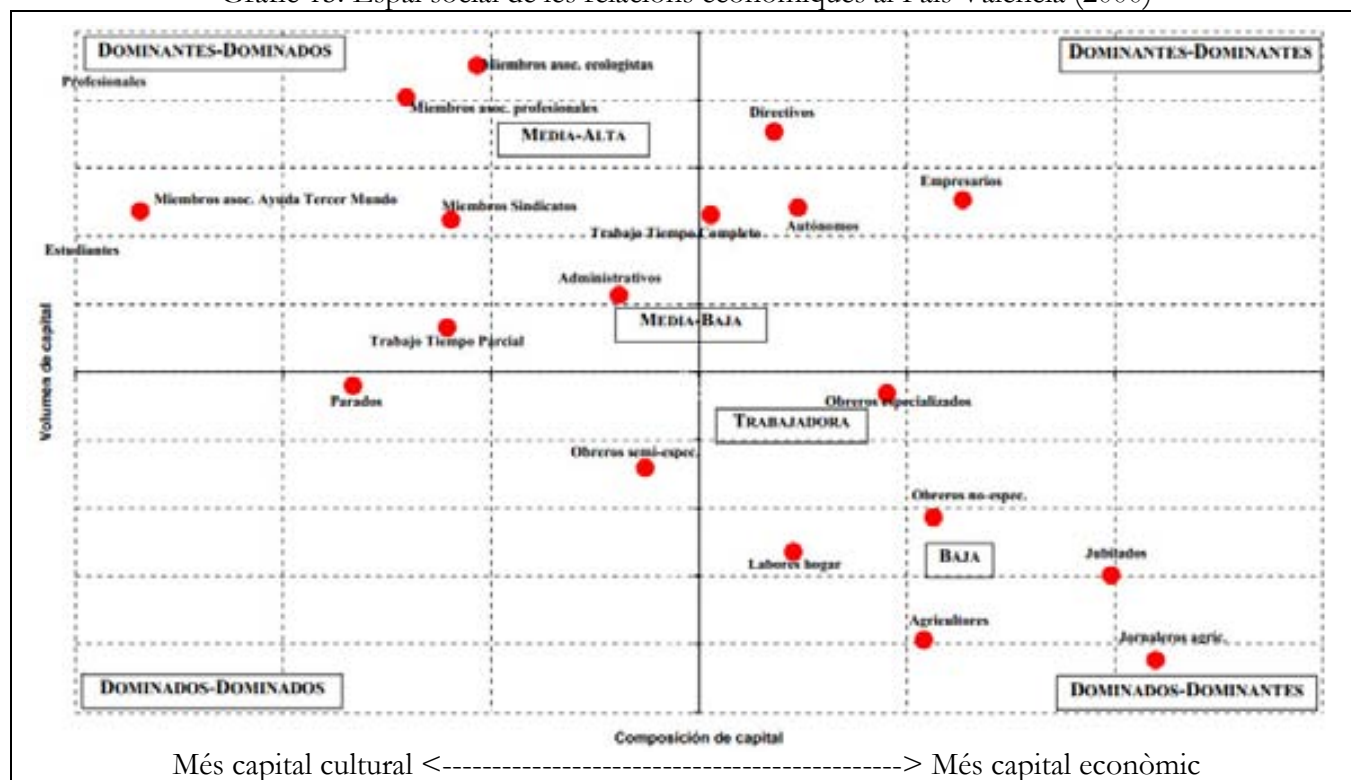 Gràfic 13. Espai social de les relacions econòmiques al País Valencià (2000)
DOMINANTES-DOMINADOS
DOMINANTES-DOMINANTES
Miembros asoc. ecologistas
Profesionales
Miembros asoc. profesionales
Directivos
MEDIA-ALTA
Empresarios
Miembros asoc. Ayuda Tercer Mundo
Miembros Sindicatos
Autónomos
Trabajo Tiempo Completo
Estudiantes
Administrativos
MEDIA-BAJA
Trabajo Tiempo Parcial
Volumen de capital
Parados
Obreros especializados
TRABAJADORA
Obreros semi-espec.
Obreros no-espec.
BAJA
Jubilados
Labores hogar
Agricultores
Jornaleros agríc.
DOMINADOS-DOMINADOS
DOMINADOS-DOMINANTES
Composición de capital
Més capital cultural <----------------------------------------------> Més capital econòmic